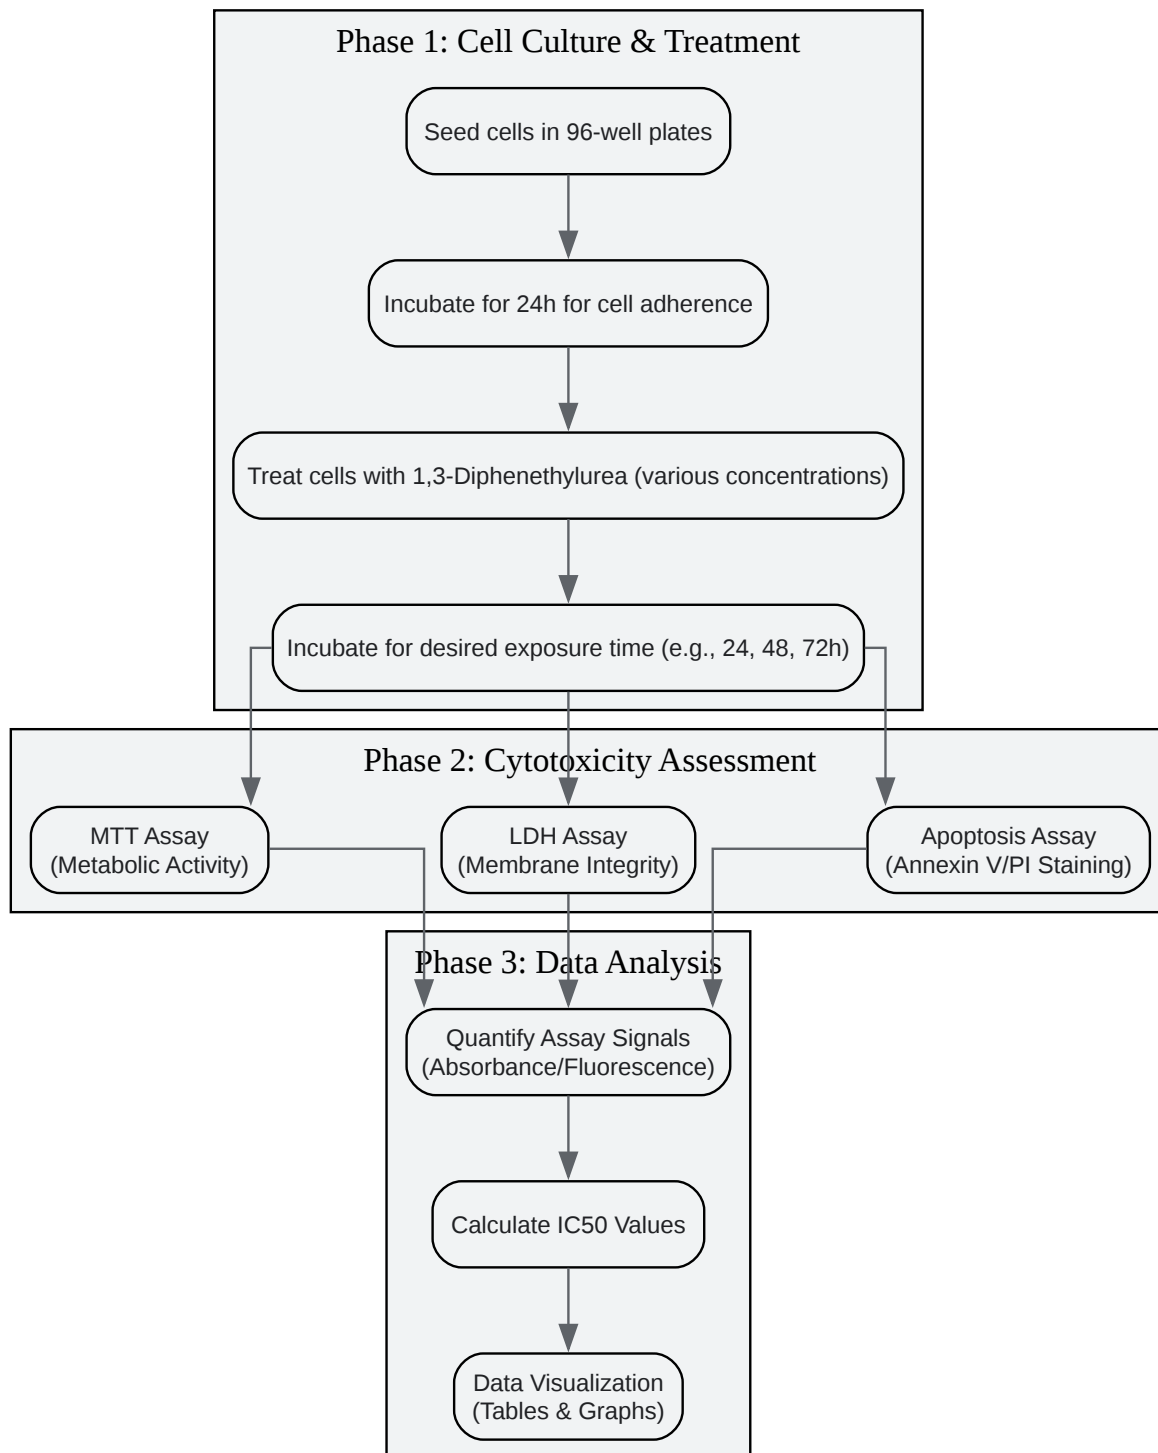 Phase 1: Cell Culture & Treatment
Seed cells in 96-well plates
Incubate for 24h for cell adherence
Treat cells with 1,3-Diphenethylurea (various concentrations)
Incubate for desired exposure time (e.g., 24, 48, 72h)
Phase 2: Cytotoxicity Assessment
MTT Assay
(Metabolic Activity)
LDH Assay
(Membrane Integrity)
Apoptosis Assay
(Annexin V/PI Staining)
Phase 3: Data Analysis
Quantify Assay Signals
(Absorbance/Fluorescence)
Calculate IC50 Values
Data Visualization
(Tables & Graphs)